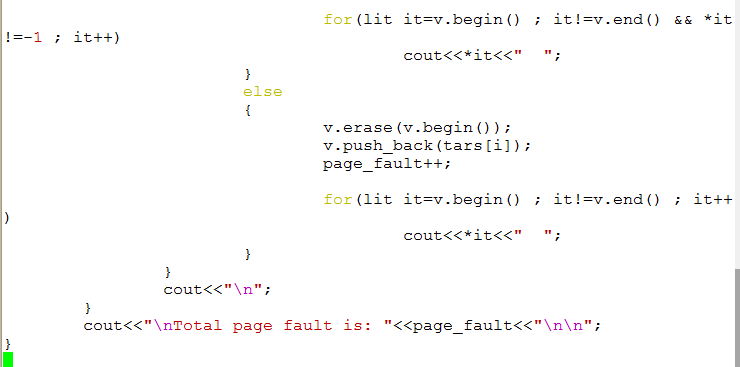 for(lit it=v.begin() ; it!=v.end() && *it
!=-1 ; it++)
cout<<*it<<"  ";
}
else
{
v.erase(v.begin());
v.push_back(tars[i]);
page_fault++;
for(lit it=v.begin() ; it!=v.end() ; it++
)
cout<<*it<<"  ";
}
}
cout<<"\n";
}
cout<<"\nTotal page fault is: "<<page_fault<<"\n\n";
}